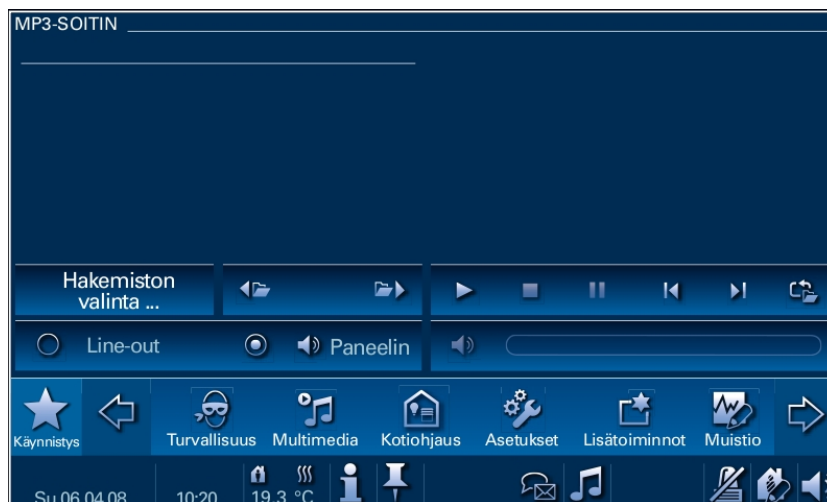 MP3-SOITIN
Hakemiston
valinta ...
Line-out
Paneelin
Käynnistys
Turvallisuus
Multimedia
Kotiohjaus
Asetukset
Lisätoiminnot
Muistio
Su 06.04.08
10:20
19.3 °C